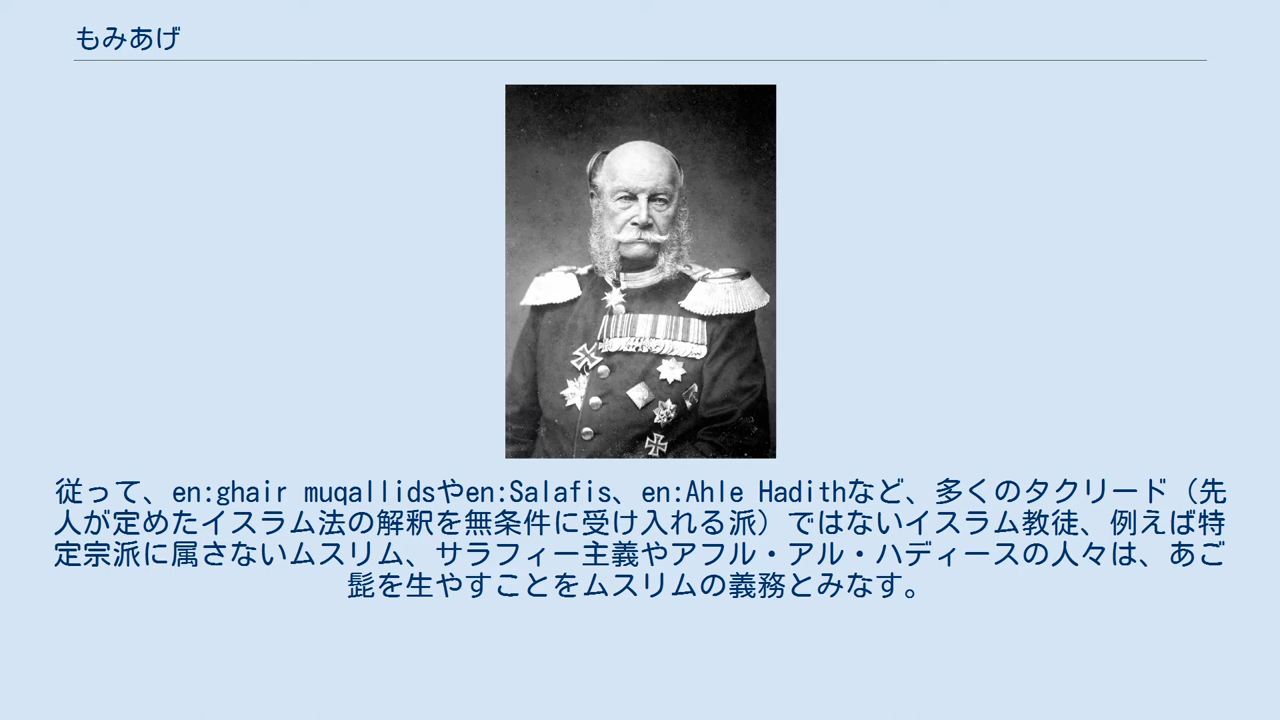 もみあげ
従って、en:ghair muqallidsやen:Salafis、en:Ahle Hadithなど、多くのタクリード（先
人が定めたイスラム法の解釈を無条件に受け入れる派）ではないイスラム教徒、例えば特
定宗派に属さないムスリム、サラフィー主義やアフル・アル・ハディースの人々は、あご
髭を生やすことをムスリムの義務とみなす。